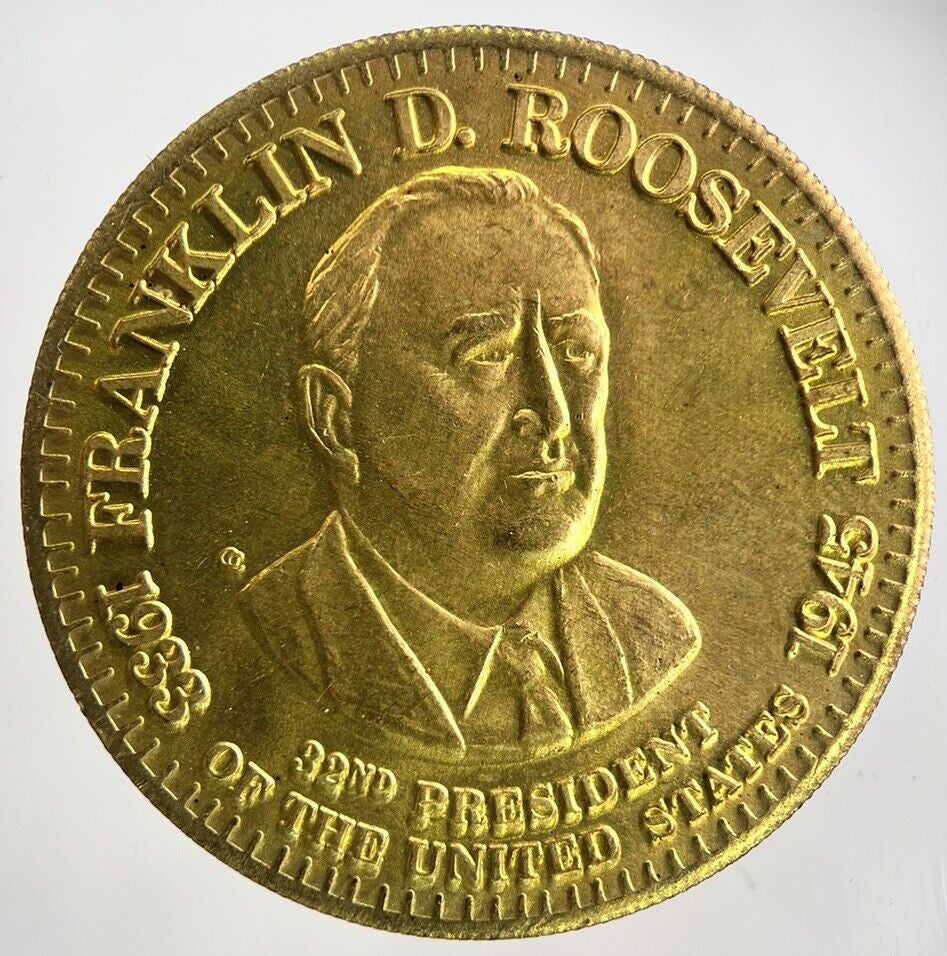 1933 FRANKLIN D. ROOSEVELT 1945
32ND PRESIDENT
OF THE UNITED STATES